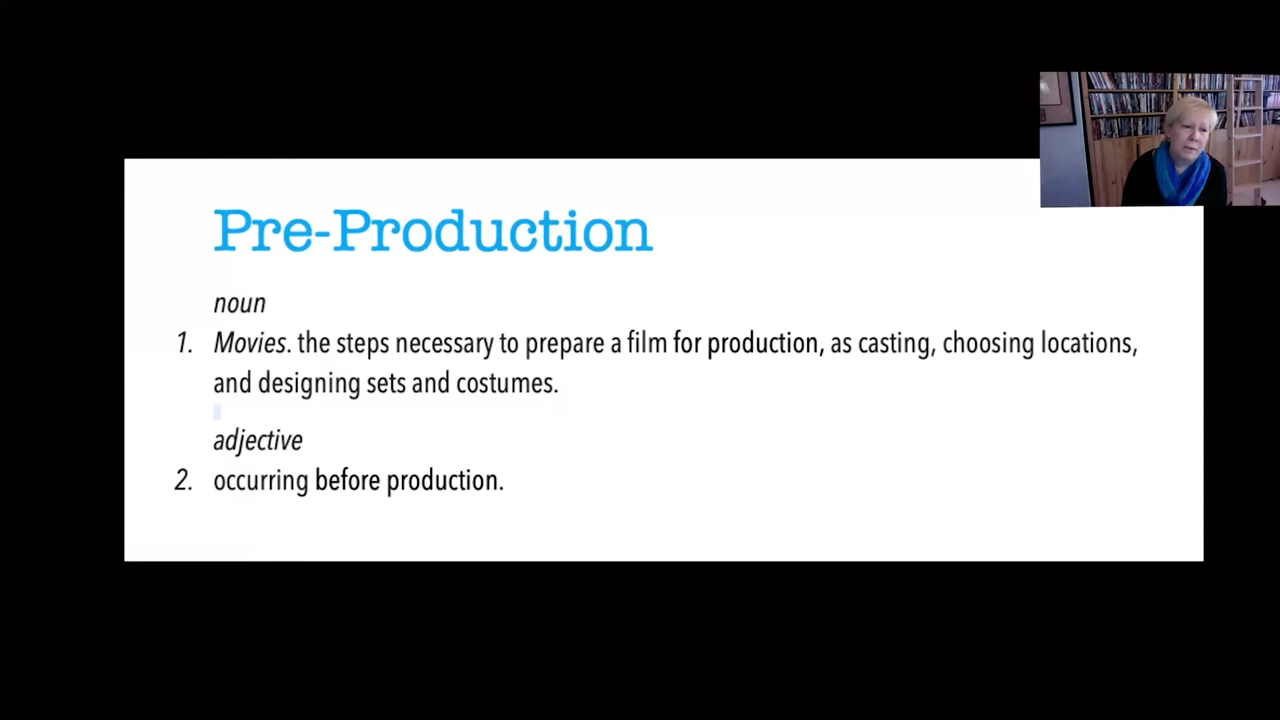 Pre-Production
noun
1. Movies. the steps necessary to prepare a film for production, as casting, choosing locations,
and designing sets and costumes.
adjective
2. occurring before production.